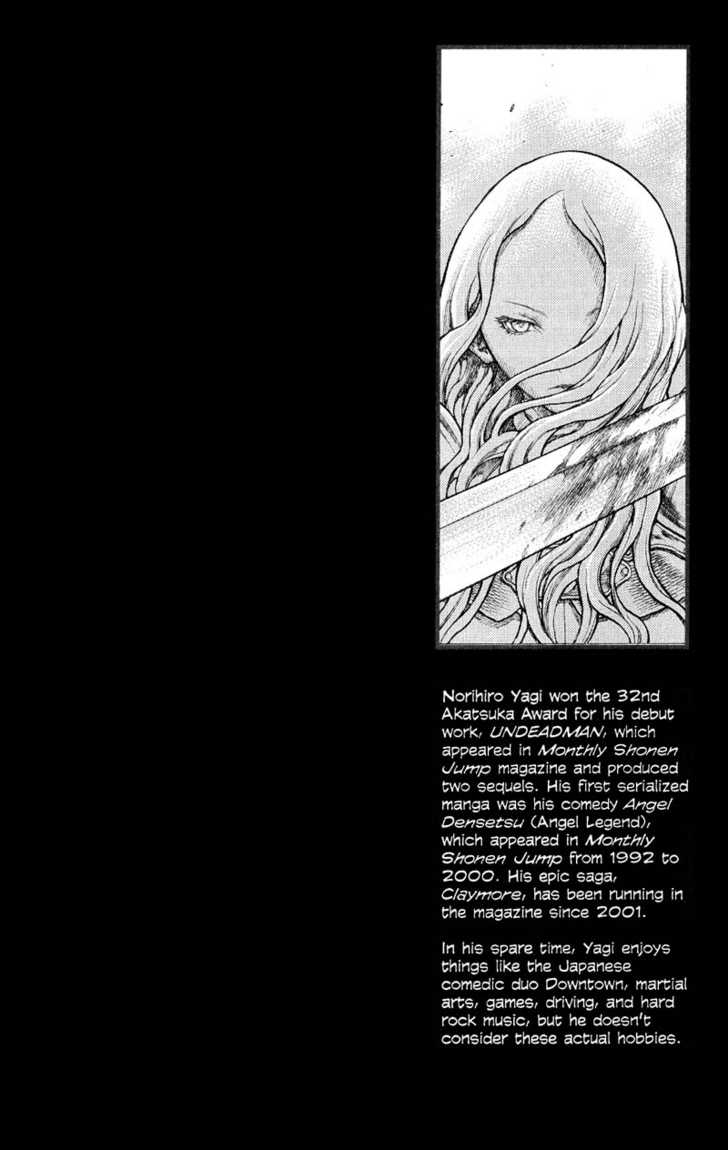 Norihiro Yagi won the 32nd
Akatsuka Award for his debut
work, UNDEADMAN, which
appeared in Monthly Shonen
Jump magazine and produced
two sequels. His first serialized
manga was his comedy Angel
Densetsu (Angel Legend),
which appeared in Monthly
Shonen Jump from 1992 to
2000. His epic saga,
Claymore, has been running in
the magazine since 2001.
In his spare time, Yagi enjoys
things like the Japanese
comedic duo Downtown, martial
arts, games, driving, and hard
rock music, but he doesn't
consider these actual hobbies.